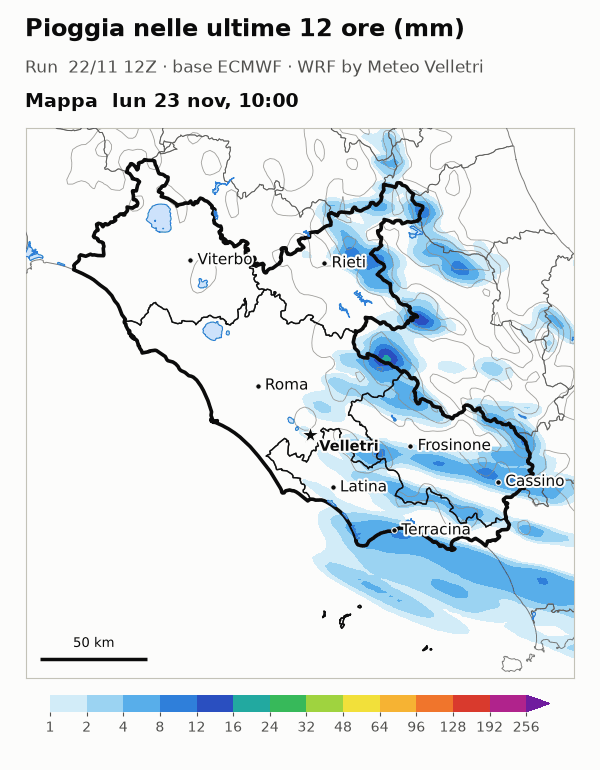 Pioggia nelle ultime 12 ore (mm)
Run  22/11 12Z · base ECMWF · WRF by Meteo Velletri
Mappa  lun 23 nov, 10:00
Viterbo
Rieti
Roma
Velletri
Frosinone
Cassino
Latina
Terracina
50 km
1 2 4 8 12 16 24 32 48 64 96 128 192 256